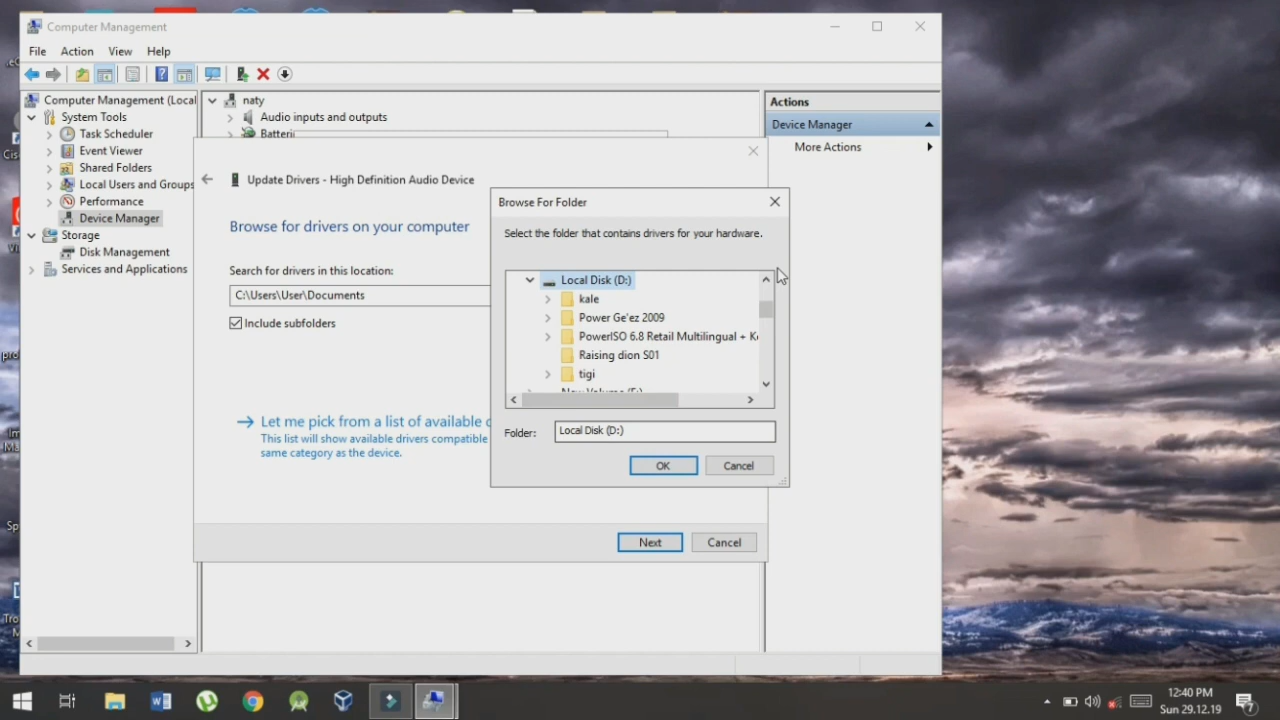 Computer Management
File Action View Help
Computer Management (Local
System Tools
Task Scheduler
Event Viewer
Shared Folders
Local Users and Groups
Performance
Device Manager
Storage
Disk Management
Services and Applications
naty
Audio inputs and outputs
Batteri
Actions
Device Manager
More Actions
Update Drivers - High Definition Audio Device
Browse for drivers on your computer
Search for drivers in this location:
C:\Users\User\Documents
Include subfolders
Let me pick from a list of available
This list will show available drivers compatible
same category as the device.
Next
Cancel
Browse For Folder
Select the folder that contains drivers for your hardware.
Local Disk (D:)
kale
Power Ge'ez 2009
PowerISO 6.8 Retail Multilingual + K
Raising dion S01
tigi
Folder:
Local Disk (D:)
OK
Cancel
12:40 PM
Sun 29.12.19
7